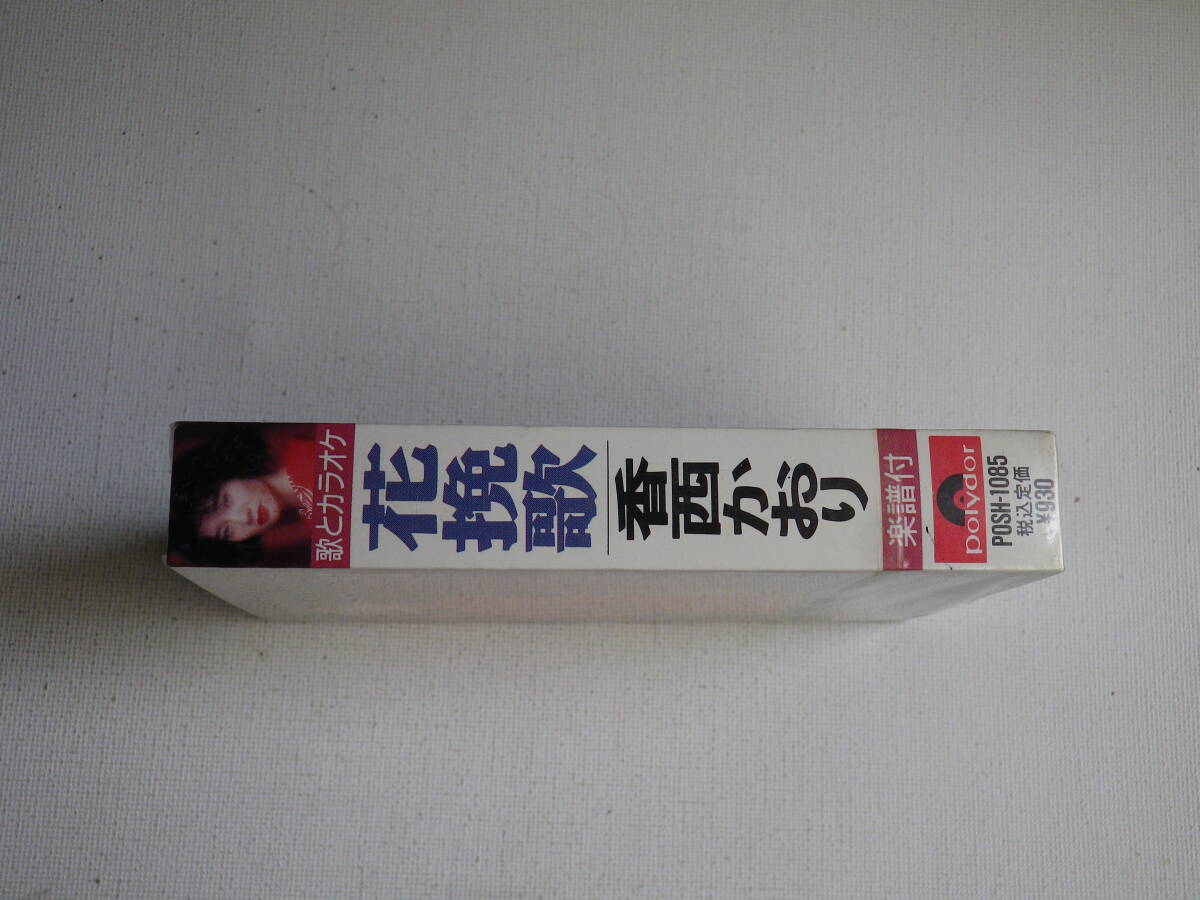 歌とカラオケ
花挽歌
香西かおり
楽譜付
polydor
POSH-1085
税込定価
¥930